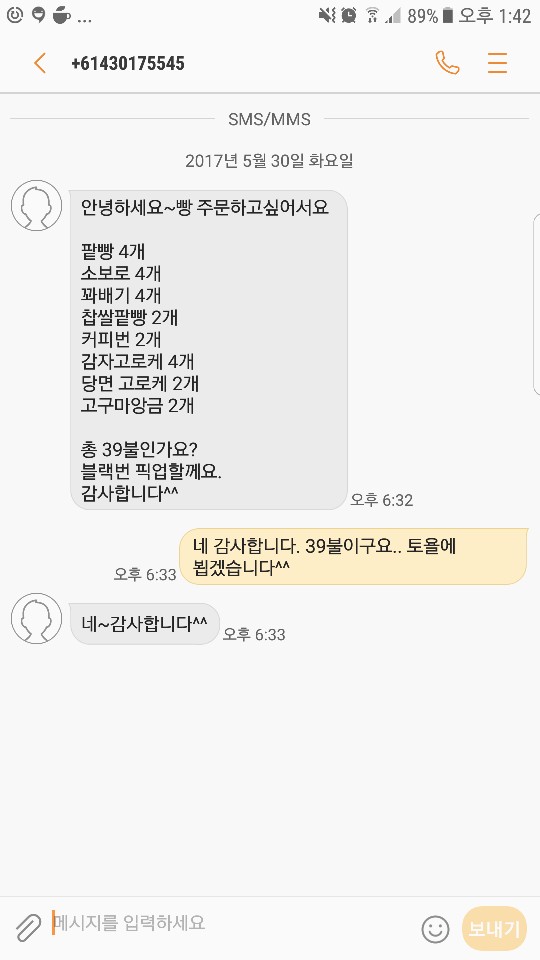 89% 오후 1:42
+61430175545
SMS/MMS
2017년 5월 30일 화요일
안녕하세요~빵 주문하고싶어서요
팥빵 4개
소보로 4개
꽈배기 4개
찹쌀팥빵 2개
커피번 2개
감자고로케 4개
당면 고로케 2개
고구마앙금 2개
총 39불인가요?
블랙번 픽업할께요.
감사합니다^^
오후 6:32
네 감사합니다. 39불이구요.. 토욜에
뵙겠습니다^^
오후 6:33
네~감사합니다^^
오후 6:33
메시지를 입력하세요
보내기